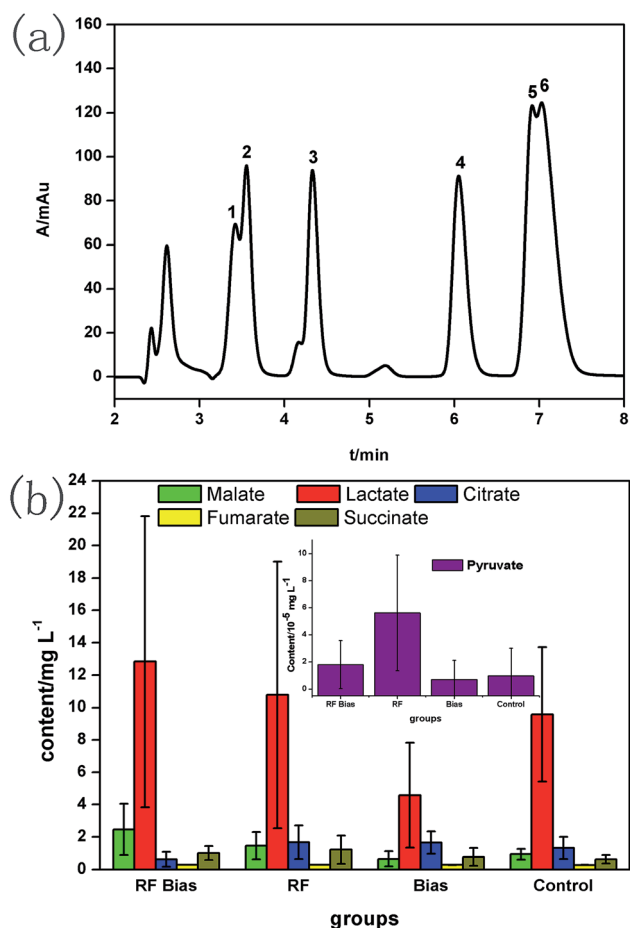 (a)
160
140
120
100
80
60
40
20
0
A/mAu
1
2
3
4
5 6
2 3 4 5 6 7 8
t/min
(b)
24
22
20
18
16
14
12
10
8
6
4
2
0
content/mg L-1
Malate Lactate Citrate
Fumarate Succinate
Pyruvate
10
8
6
4
2
0
Content/10-5 mg L-1
RF Bias RF Bias Control
groups
RF Bias RF Bias Control
groups